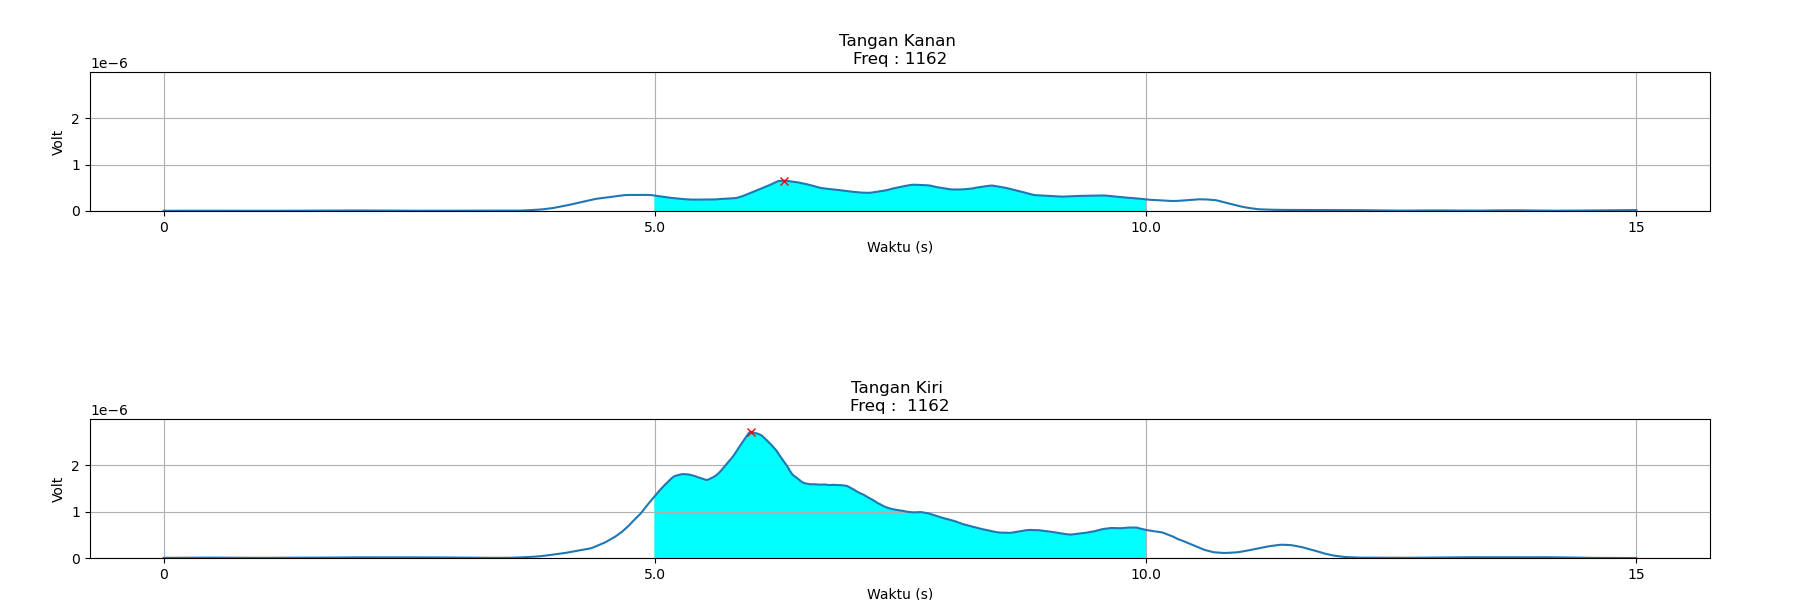 Tangan Kanan
Freq : 1162
1e−6
2
1
0
Volt
0 5.0 10.0 15
Waktu (s)
Tangan Kiri
Freq :  1162
1e−6
2
1
0
Volt
0 5.0 10.0 15
Waktu (s)